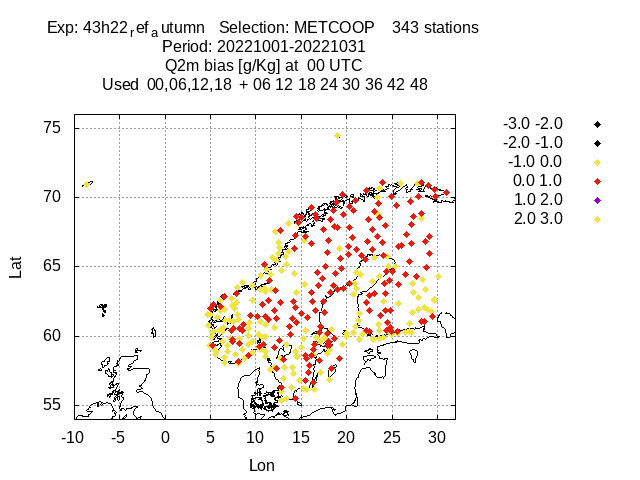 Exp: 43h22refautumn Selection: METCOOP 343 stations
Period: 20221001-20221031
Q2m bias [g/Kg] at 00 UTC
Used 00,06,12,18 + 06 12 18 24 30 36 42 48
-3.0 -2.0
-2.0 -1.0
-1.0 0.0
0.0 1.0
1.0 2.0
2.0 3.0
75
70
65
60
55
Lat
-10 -5 0 5 10 15 20 25 30
Lon